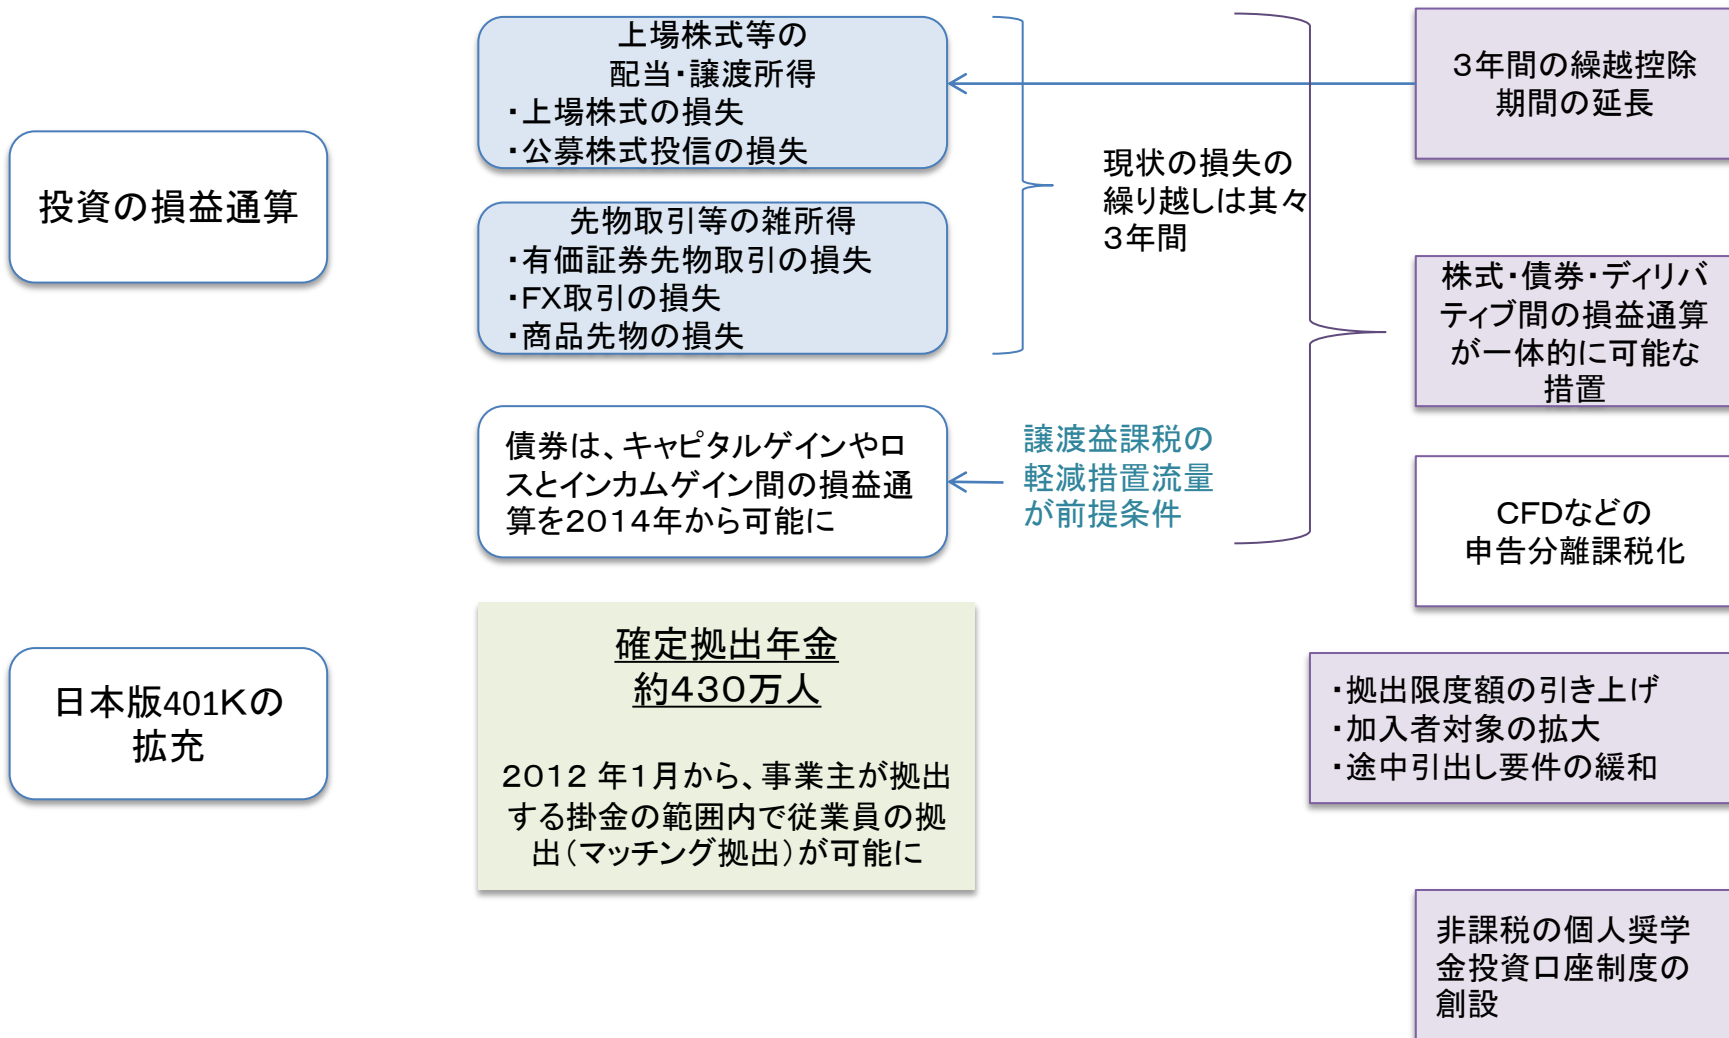 投資の損益通算
上場株式等の
配当・譲渡所得
・上場株式の損失
・公募株式投信の損失
先物取引等の雑所得
・有価証券先物取引の損失
・FX取引の損失
・商品先物の損失
現状の損失の
繰り越しは其々
3年間
3年間の繰越控除
期間の延長
株式・債券・ディリバ
ティブ間の損益通算
が一体的に可能な
措置
債券は、キャピタルゲインやロ
スとインカムゲイン間の損益通
算を2014年から可能に
譲渡益課税の
軽減措置流量
が前提条件
CFDなどの
申告分離課税化
日本版401Kの
拡充
確定拠出年金
約430万人
2012 年1月から、事業主が拠出
する掛金の範囲内で従業員の拠
出（マッチング拠出）が可能に
・拠出限度額の引き上げ
・加入者対象の拡大
・途中引出し要件の緩和
非課税の個人奨学
金投資口座制度の
創設